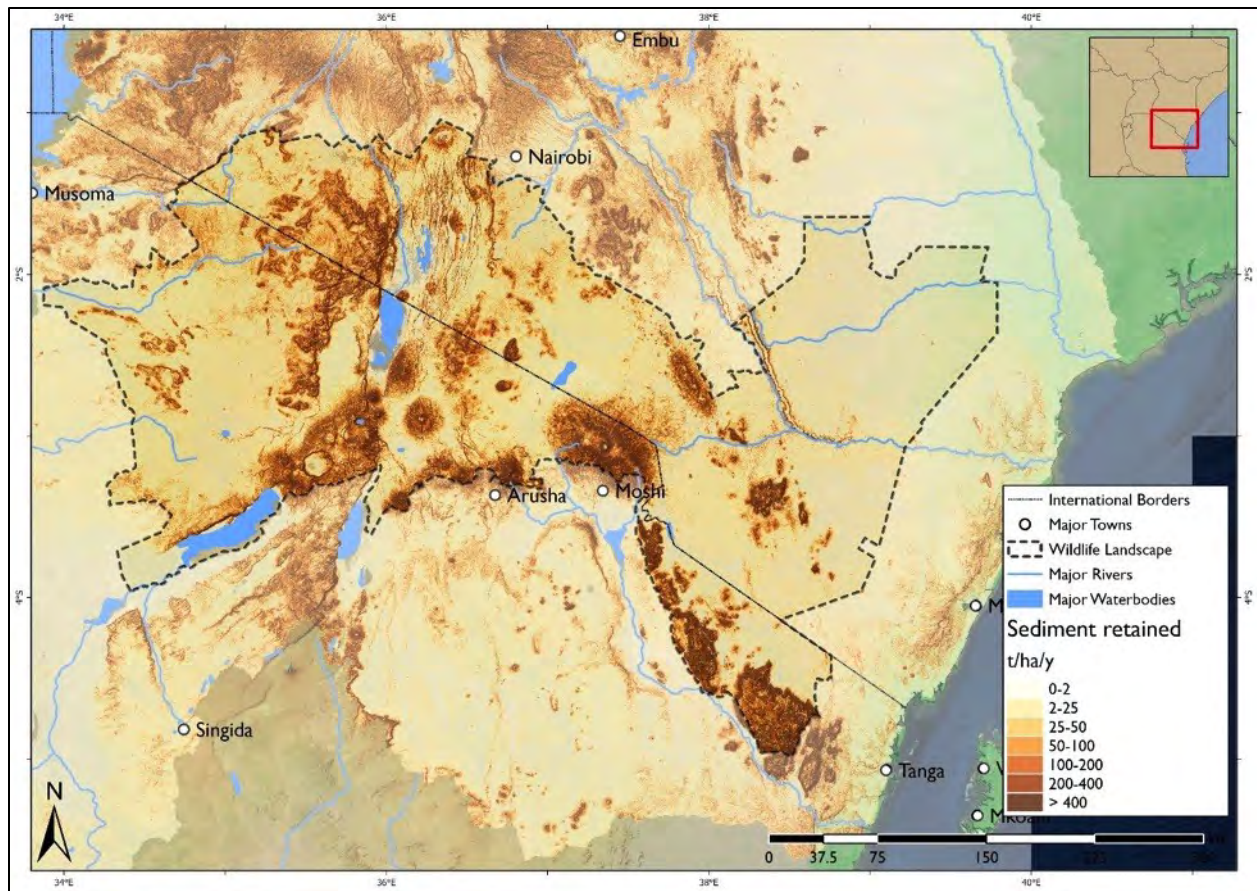 34°E
36°E
38°E
40°E
Embu
Nairobi
Musoma
2°S
2°S
Arusha
Moshi
4°S
4°S
M
Singida
Tanga
V
N
International Borders
Major Towns
Wildlife Landscape
Major Rivers
Major Waterbodies
Sediment retained
t/ha/y
0-2
2-25
25-50
50-100
100-200
200-400
> 400
0 37.5 75 150 225
34°E
36°E
38°E
40°E